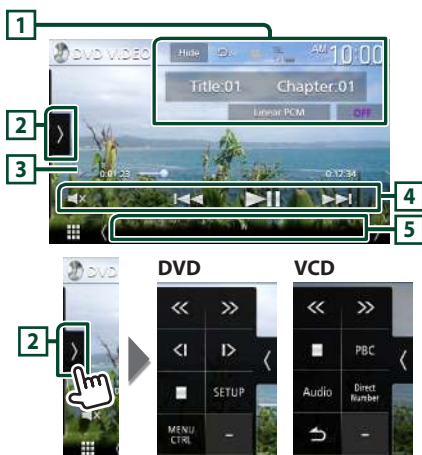 1
DVD VIDEO
Hide
AM 10:00
Title:01 Chapter:01
Linear PCM OFF
2
3
0:01:23 0:12:34
4
5
DVD VCD
DVD
2
SETUP
MENU CTRL
PBC
Audio
Direct Number